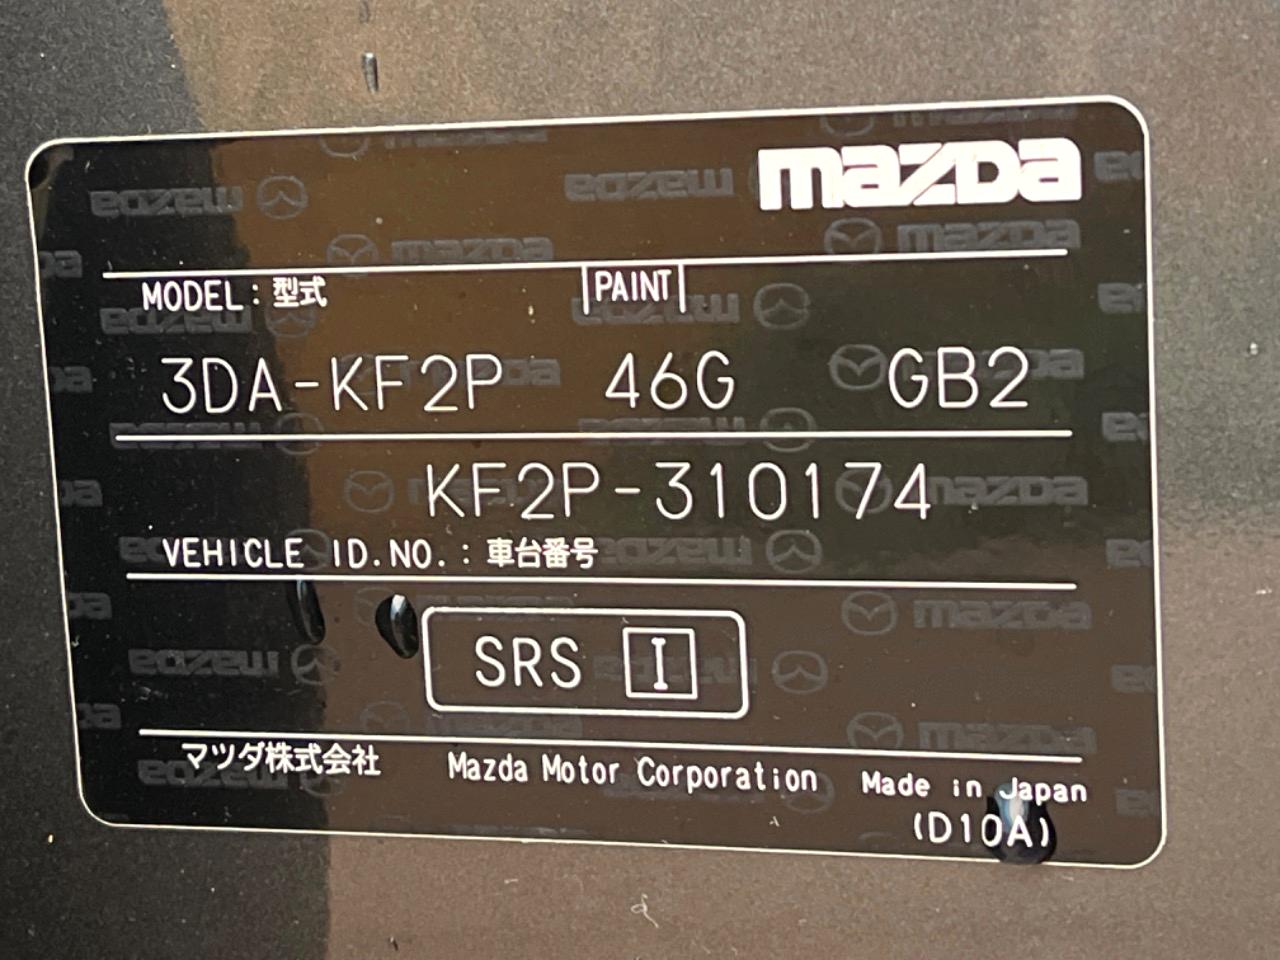 mazda
MODEL : 型式 PAINT
3DA-KF2P 46G GB2
KF2P-310174
VEHICLE ID.NO. : 車台番号
SRS I
マツダ株式会社 Mazda Motor Corporation Made in Japan
(D10A)